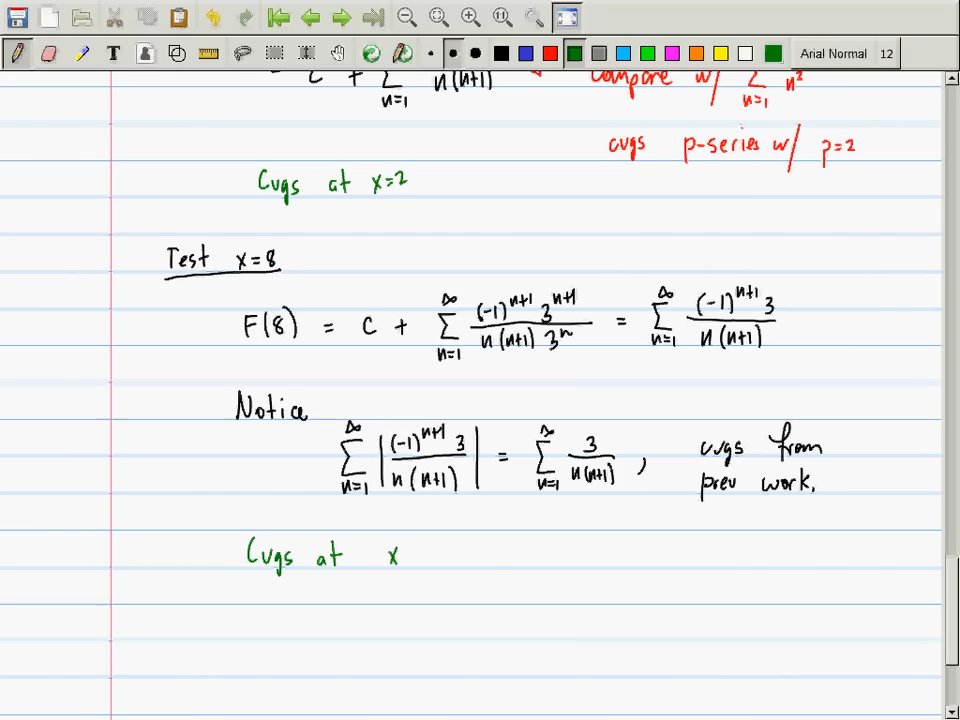 Arial Normal 12
C + ∑_{n=1} n(n+1) compare w/ ∑_{n=1} n²
cvgs p-series w/ p=2
Cvgs at x=2
Test x=8
F(8) = C + ∑_{n=1}^{∞} (-1)^{n+1} 3^{n+1} / n(n+1) 3^n = ∑_{n=1}^{∞} (-1)^{n+1} 3 / n(n+1)
Notice
∑_{n=1}^{∞} | (-1)^{n+1} 3 / n(n+1) | = ∑_{n=1}^{∞} 3 / n(n+1) , cvgs from
prev work.
Cvgs at x